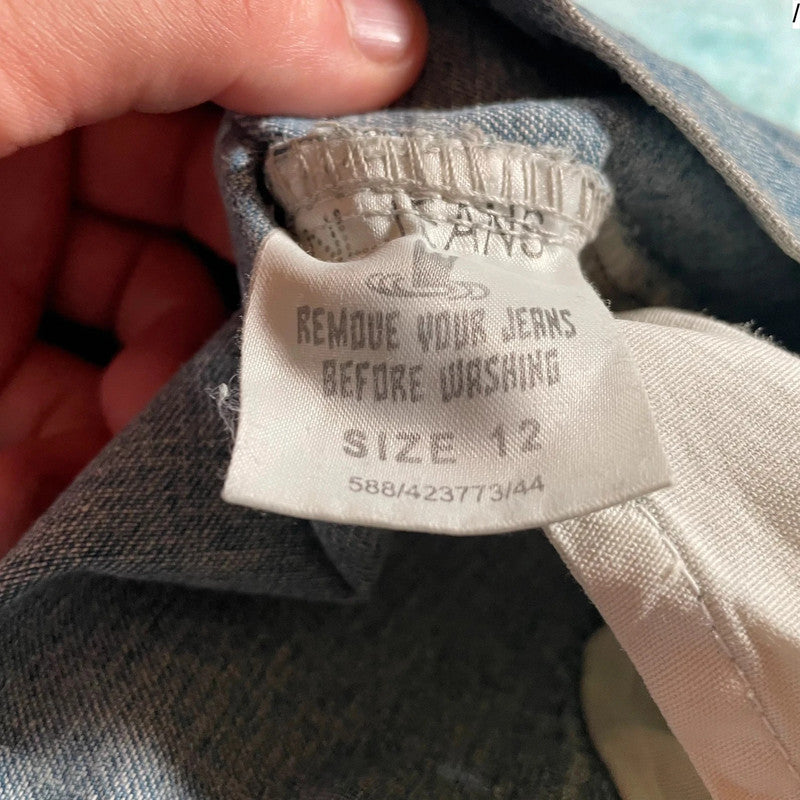 JEANS
REMOVE YOUR JEANS
BEFORE WASHING
SIZE 12
588/423773/44